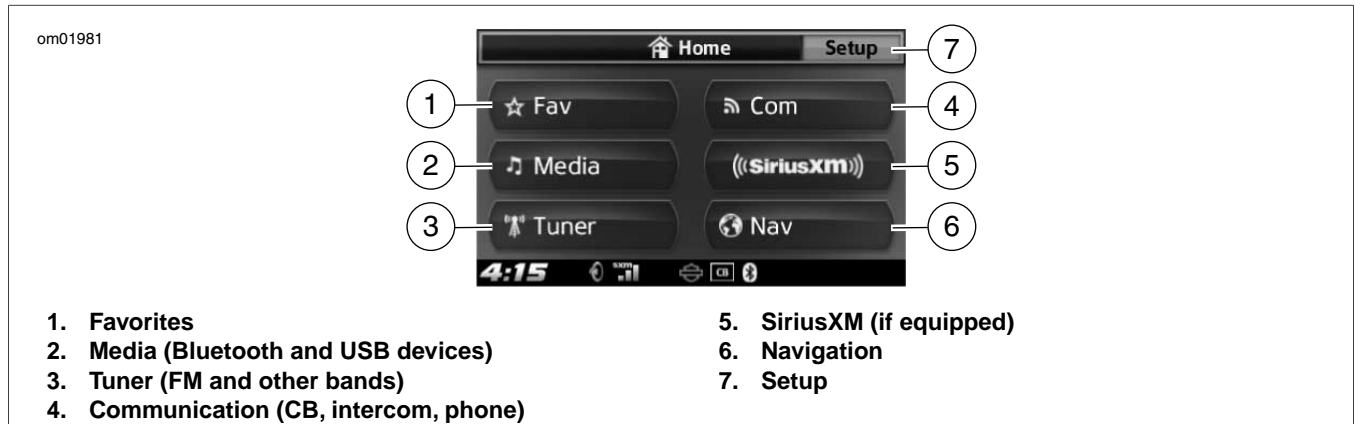 om01981
Home Setup 7
1 Fav Com 4
2 Media ((SiriusXM)) 5
3 Tuner Nav 6
4:15 SXM CB
1. Favorites
2. Media (Bluetooth and USB devices)
3. Tuner (FM and other bands)
4. Communication (CB, intercom, phone)
5. SiriusXM (if equipped)
6. Navigation
7. Setup